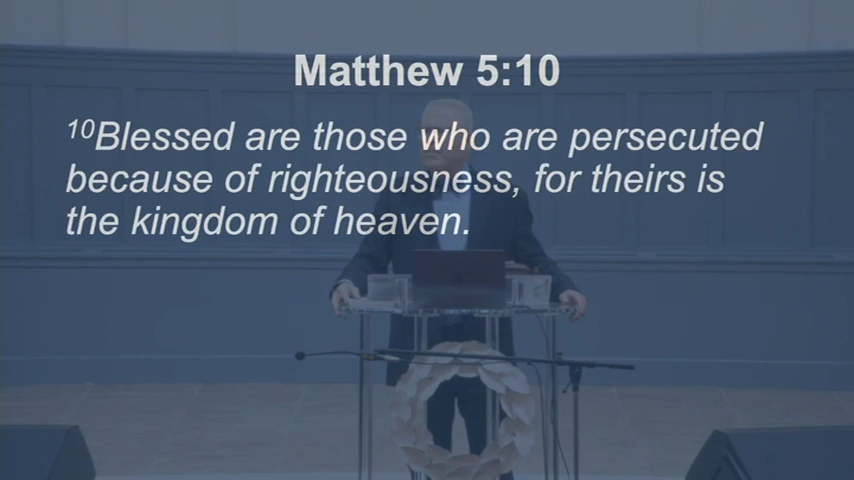 Matthew 5:10
10Blessed are those who are persecuted
because of righteousness, for theirs is
the kingdom of heaven.